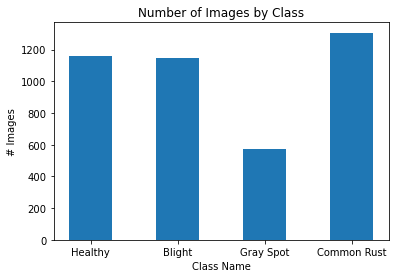 Number of Images by Class
# Images
1200
1000
800
600
400
200
0
Healthy Blight Gray Spot Common Rust
Class Name